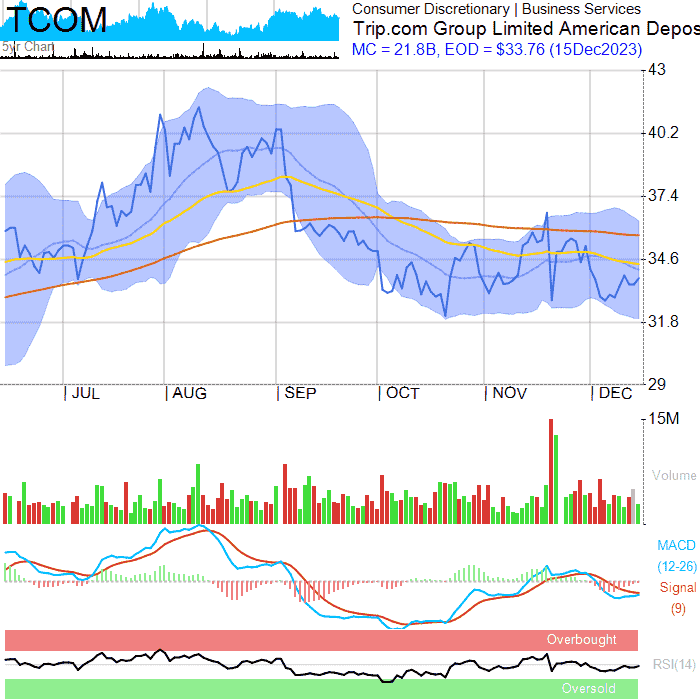 TCOM
5yr Chart
Consumer Discretionary | Business Services
Trip.com Group Limited American Depos
MC = 21.8B, EOD = $33.76 (15Dec2023)
43
40.2
37.4
34.6
31.8
29
| JUL | AUG | SEP | OCT | NOV | DEC
15M
Volume
MACD
(12-26)
Signal
(9)
Overbought
RSI(14)
Oversold